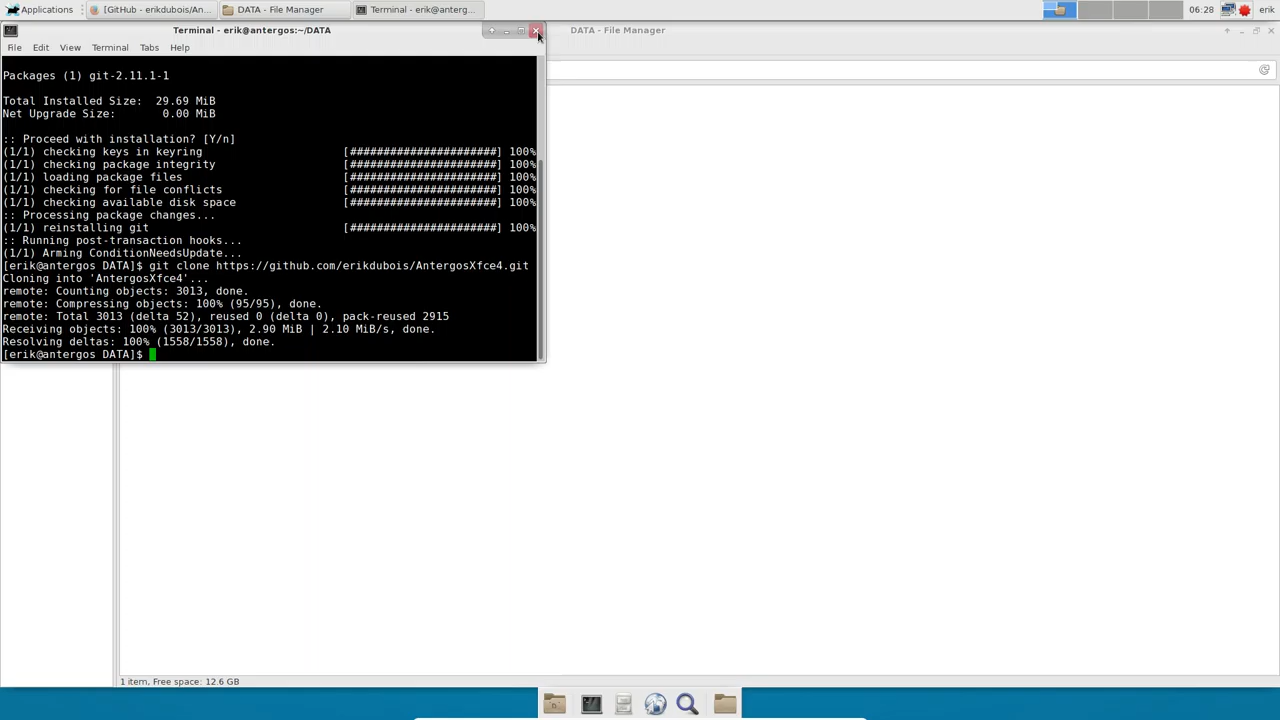 Applications
[GitHub - erikdubois/An...
DATA - File Manager
Terminal - erik@anterg...
06:28
erik
Terminal - erik@antergos:~/DATA
DATA - File Manager
File Edit View Terminal Tabs Help
Packages (1) git-2.11.1-1
Total Installed Size:  29.69 MiB
Net Upgrade Size:       0.00 MiB
:: Proceed with installation? [Y/n]
(1/1) checking keys in keyring [######################] 100%
(1/1) checking package integrity [######################] 100%
(1/1) loading package files [######################] 100%
(1/1) checking for file conflicts [######################] 100%
(1/1) checking available disk space [######################] 100%
:: Processing package changes...
(1/1) reinstalling git [######################] 100%
:: Running post-transaction hooks...
(1/1) Arming ConditionNeedsUpdate...
[erik@antergos DATA]$ git clone https://github.com/erikdubois/AntergosXfce4.git
Cloning into 'AntergosXfce4'...
remote: Counting objects: 3013, done.
remote: Compressing objects: 100% (95/95), done.
remote: Total 3013 (delta 52), reused 0 (delta 0), pack-reused 2915
Receiving objects: 100% (3013/3013), 2.90 MiB | 2.10 MiB/s, done.
Resolving deltas: 100% (1558/1558), done.
[erik@antergos DATA]$
1 item, Free space: 12.6 GB